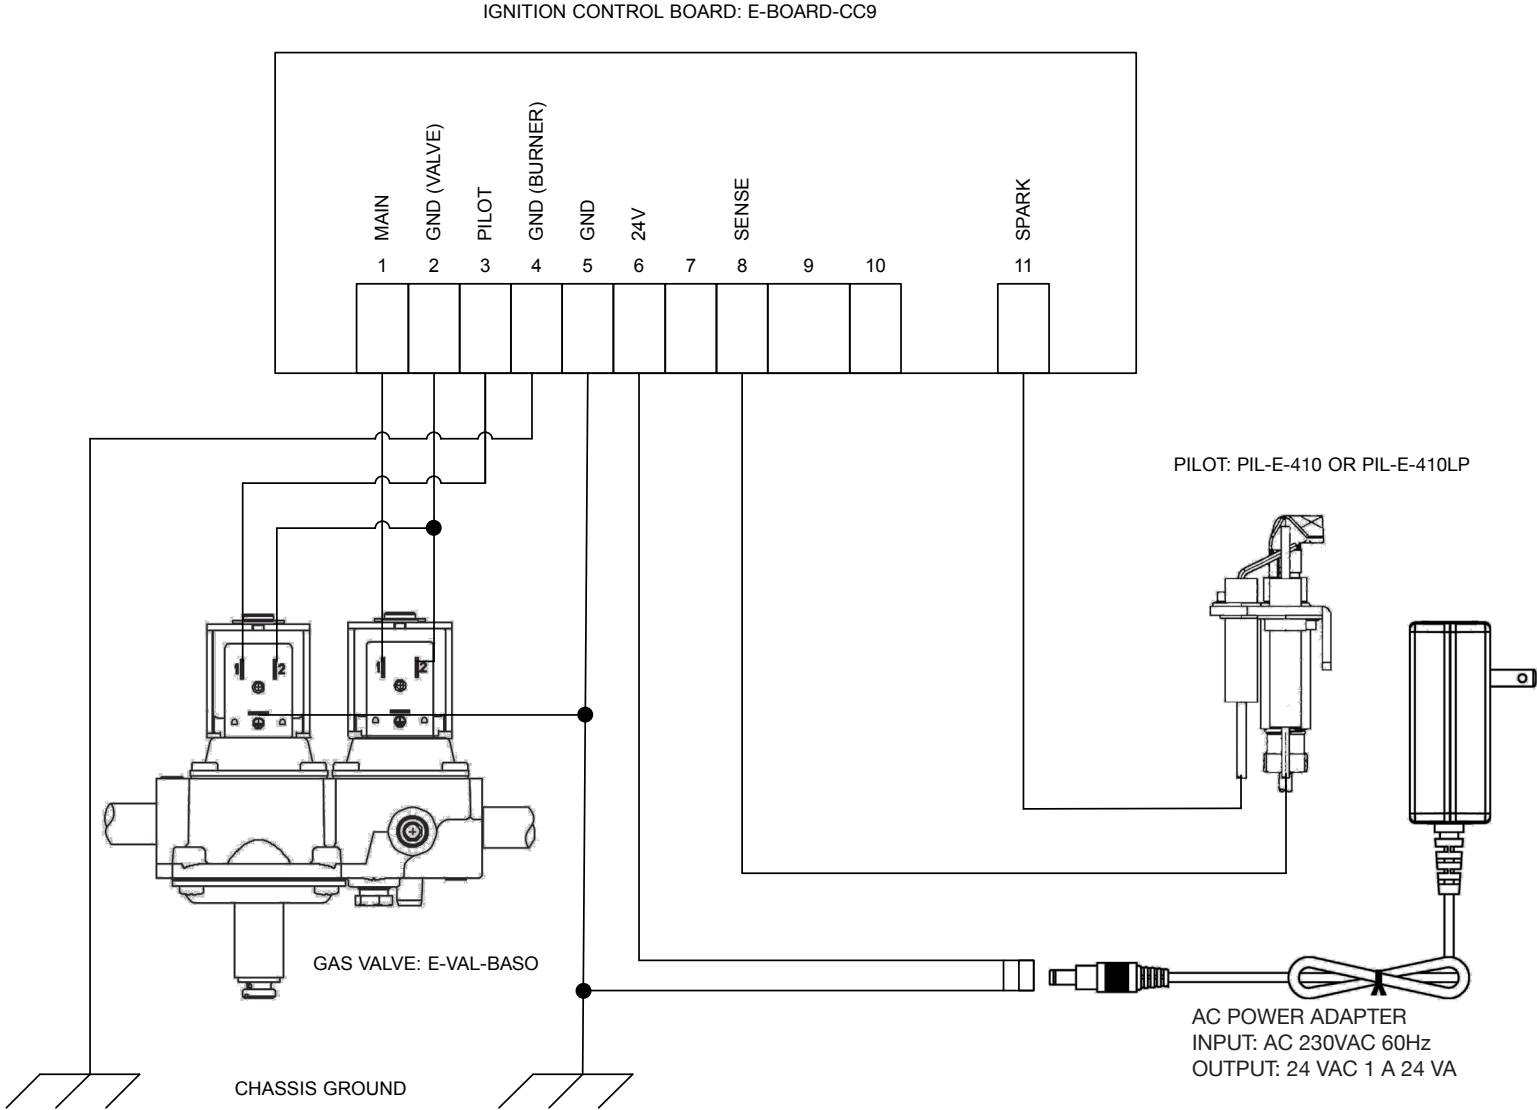 IGNITION CONTROL BOARD: E-BOARD-CC9
MAIN
GND (VALVE)
PILOT
GND (BURNER)
GND
24V
SENSE
SPARK
1 2 3 4 5 6 7 8 9 10 11
PILOT: PIL-E-410 OR PIL-E-410LP
1 2 1 2
GAS VALVE: E-VAL-BASO
AC POWER ADAPTER
INPUT: AC 230VAC 60Hz
OUTPUT: 24 VAC 1 A 24 VA
CHASSIS GROUND